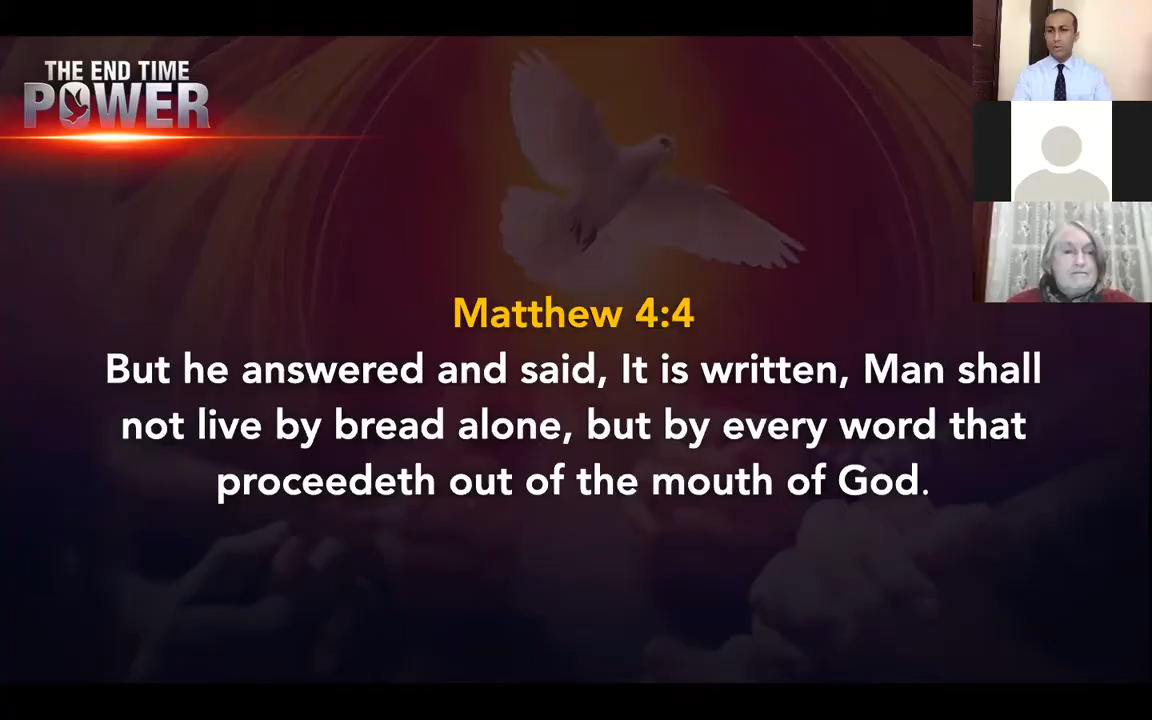 THE END TIME
POWER
Matthew 4:4
But he answered and said, It is written, Man shall
not live by bread alone, but by every word that
proceedeth out of the mouth of God.